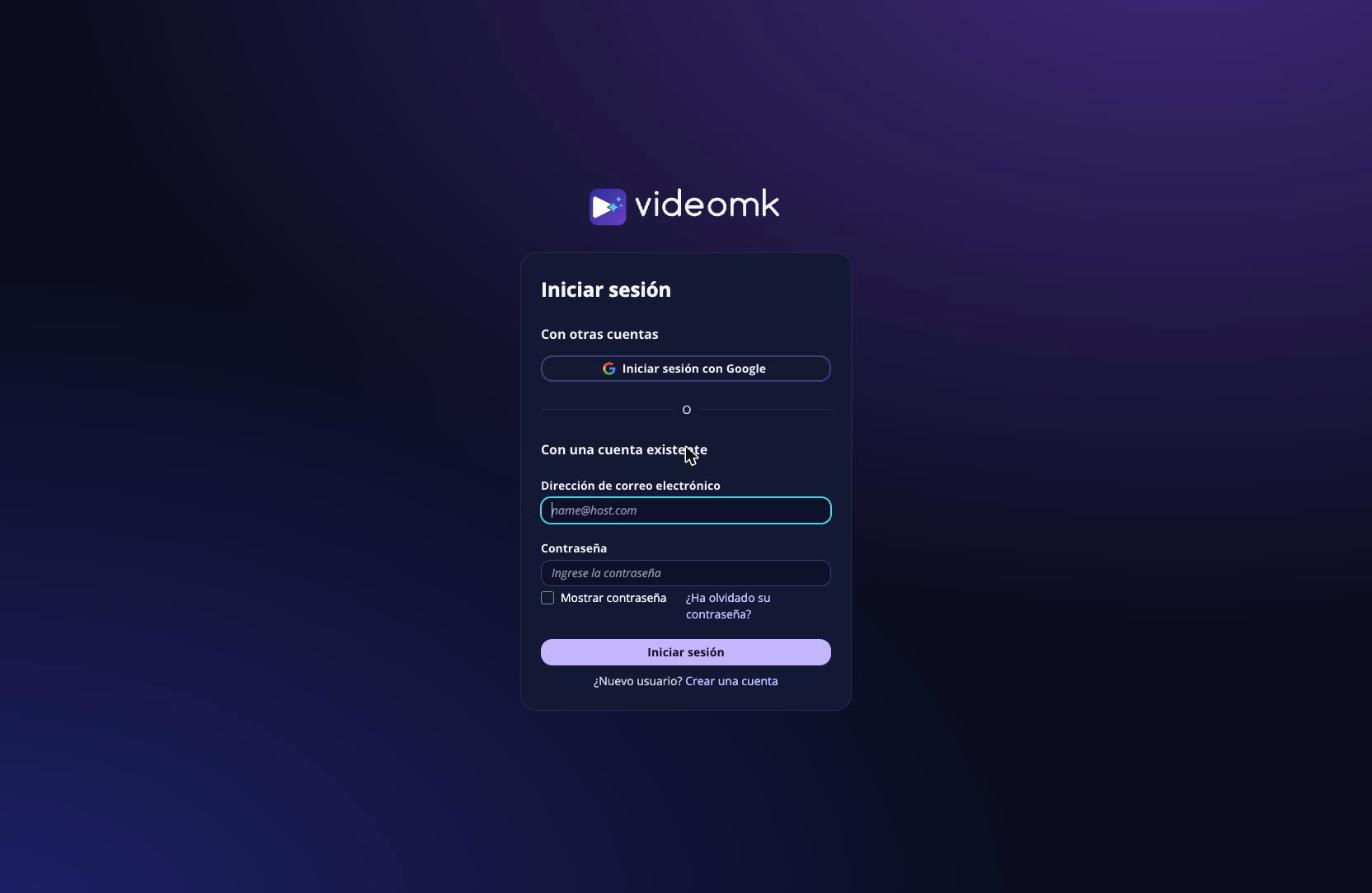 videomk
Iniciar sesión
Con otras cuentas
Iniciar sesión con Google
O
Con una cuenta existente
Dirección de correo electrónico
name@host.com
Contraseña
Ingrese la contraseña
Mostrar contraseña
¿Ha olvidado su
contraseña?
Iniciar sesión
¿Nuevo usuario? Crear una cuenta